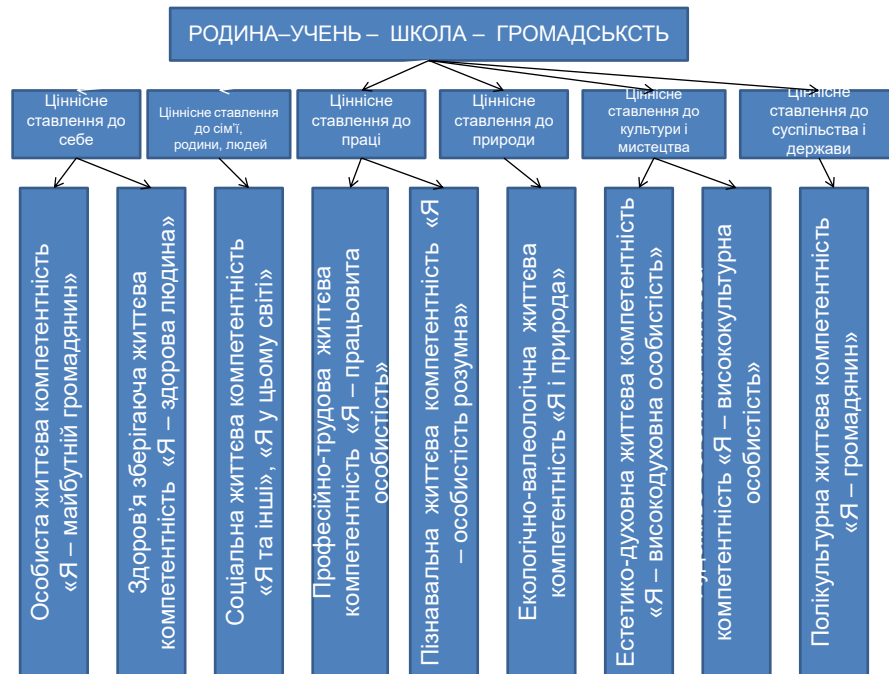 РОДИНА–УЧЕНЬ – ШКОЛА – ГРОМАДСЬКСТЬ
Ціннісне
ставлення до
себе
Ціннісне ставлення
до сім’ї,
родини, людей
Ціннісне
ставлення до
праці
Ціннісне
ставлення до
природи
Ціннісне
ставлення до
культури і
мистецтва
Ціннісне
ставлення до
суспільства і
держави
Особиста життєва компетентність
«Я – майбутній громадянин»
Здоров’я зберігаюча життєва
компетентність «Я – здорова людина»
Соціальна життєва компетентність
«Я та інші», «Я у цьому світі»
Професійно-трудова життєва
компетентність «Я – працьовита
особистість»
Пізнавальна життєва компетентність «Я
– особистість розумна»
Екологічно-валеологічна життєва
компетентність «Я і природа»
Естетико-духовна життєва компетентність
«Я – високодуховна особистість»
компетентність «Я – висококультурна
особистість»
Полікультурна життєва компетентність
«Я – громадянин»